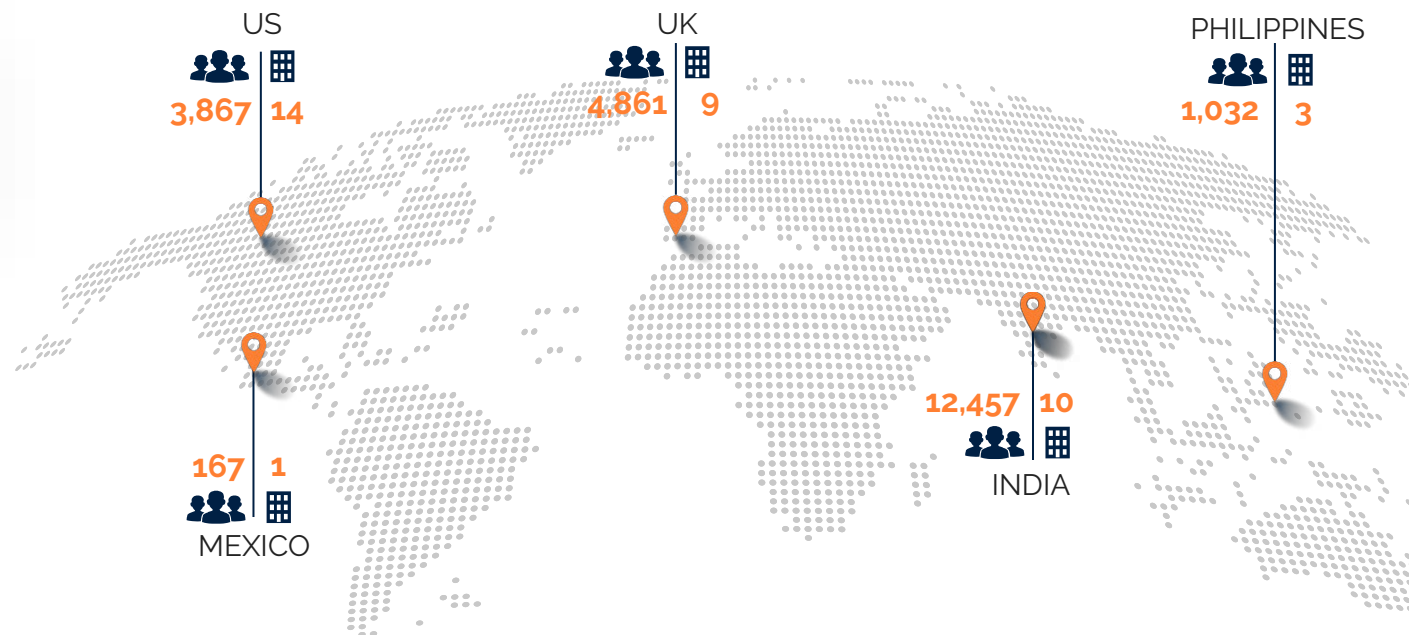 US
3,867 14
UK
4,861 9
PHILIPPINES
1,032 3
12,457 10
INDIA
167 1
MEXICO